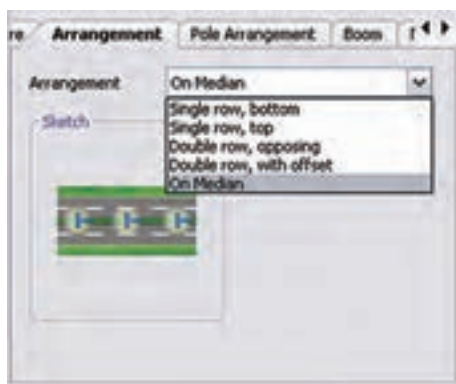 re Arrangement Pole Arrangement Boom
Arrangement On Median
Sketch
Single row, bottom
Single row, top
Double row, opposing
Double row, with offset
On Median